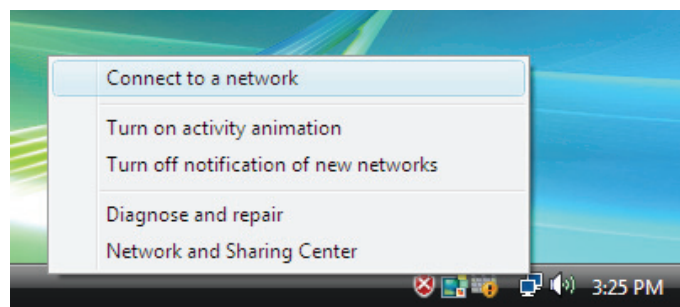 Connect to a network
Turn on activity animation
Turn off notification of new networks
Diagnose and repair
Network and Sharing Center
3:25 PM